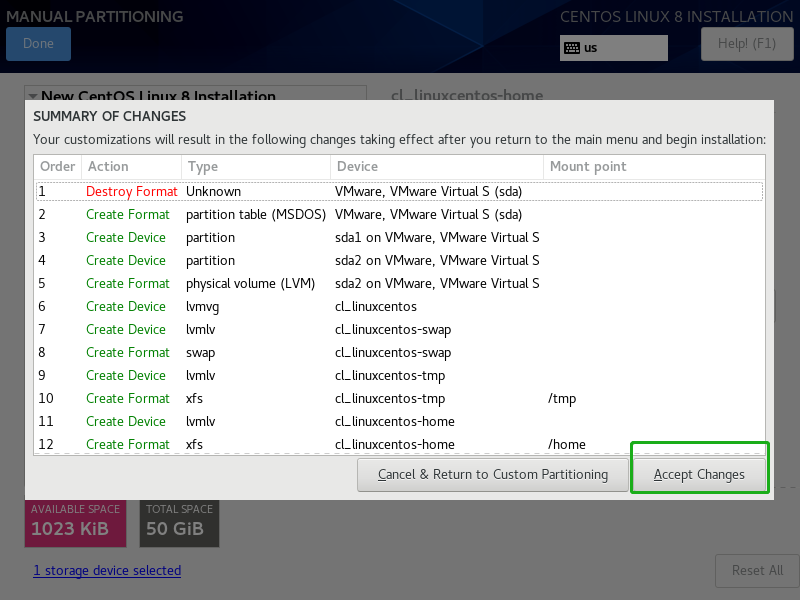 MANUAL PARTITIONING
CENTOS LINUX 8 INSTALLATION
Done
us
Help! (F1)
New CentOS Linux 8 Installation
cl_linuxcentos-home
SUMMARY OF CHANGES
Your customizations will result in the following changes taking effect after you return to the main menu and begin installation:
Order Action Type Device Mount point
1 Destroy Format Unknown VMware, VMware Virtual S (sda)
2 Create Format partition table (MSDOS) VMware, VMware Virtual S (sda)
3 Create Device partition sda1 on VMware, VMware Virtual S
4 Create Device partition sda2 on VMware, VMware Virtual S
5 Create Format physical volume (LVM) sda2 on VMware, VMware Virtual S
6 Create Device lvmvg cl_linuxcentos
7 Create Device lvmlv cl_linuxcentos-swap
8 Create Format swap cl_linuxcentos-swap
9 Create Device lvmlv cl_linuxcentos-tmp
10 Create Format xfs cl_linuxcentos-tmp /tmp
11 Create Device lvmlv cl_linuxcentos-home
12 Create Format xfs cl_linuxcentos-home /home
Cancel & Return to Custom Partitioning
Accept Changes
AVAILABLE SPACE
1023 KiB
TOTAL SPACE
50 GiB
1 storage device selected
Reset All